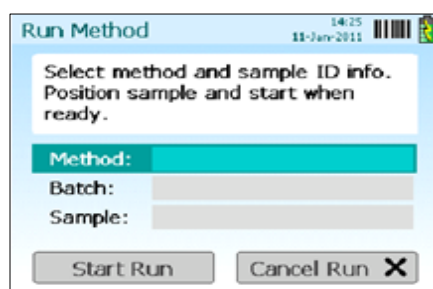 Run Method
14:25
11-Jan-2011
Select method and sample ID info.
Position sample and start when
ready.
Method:
Batch:
Sample:
Start Run
Cancel Run